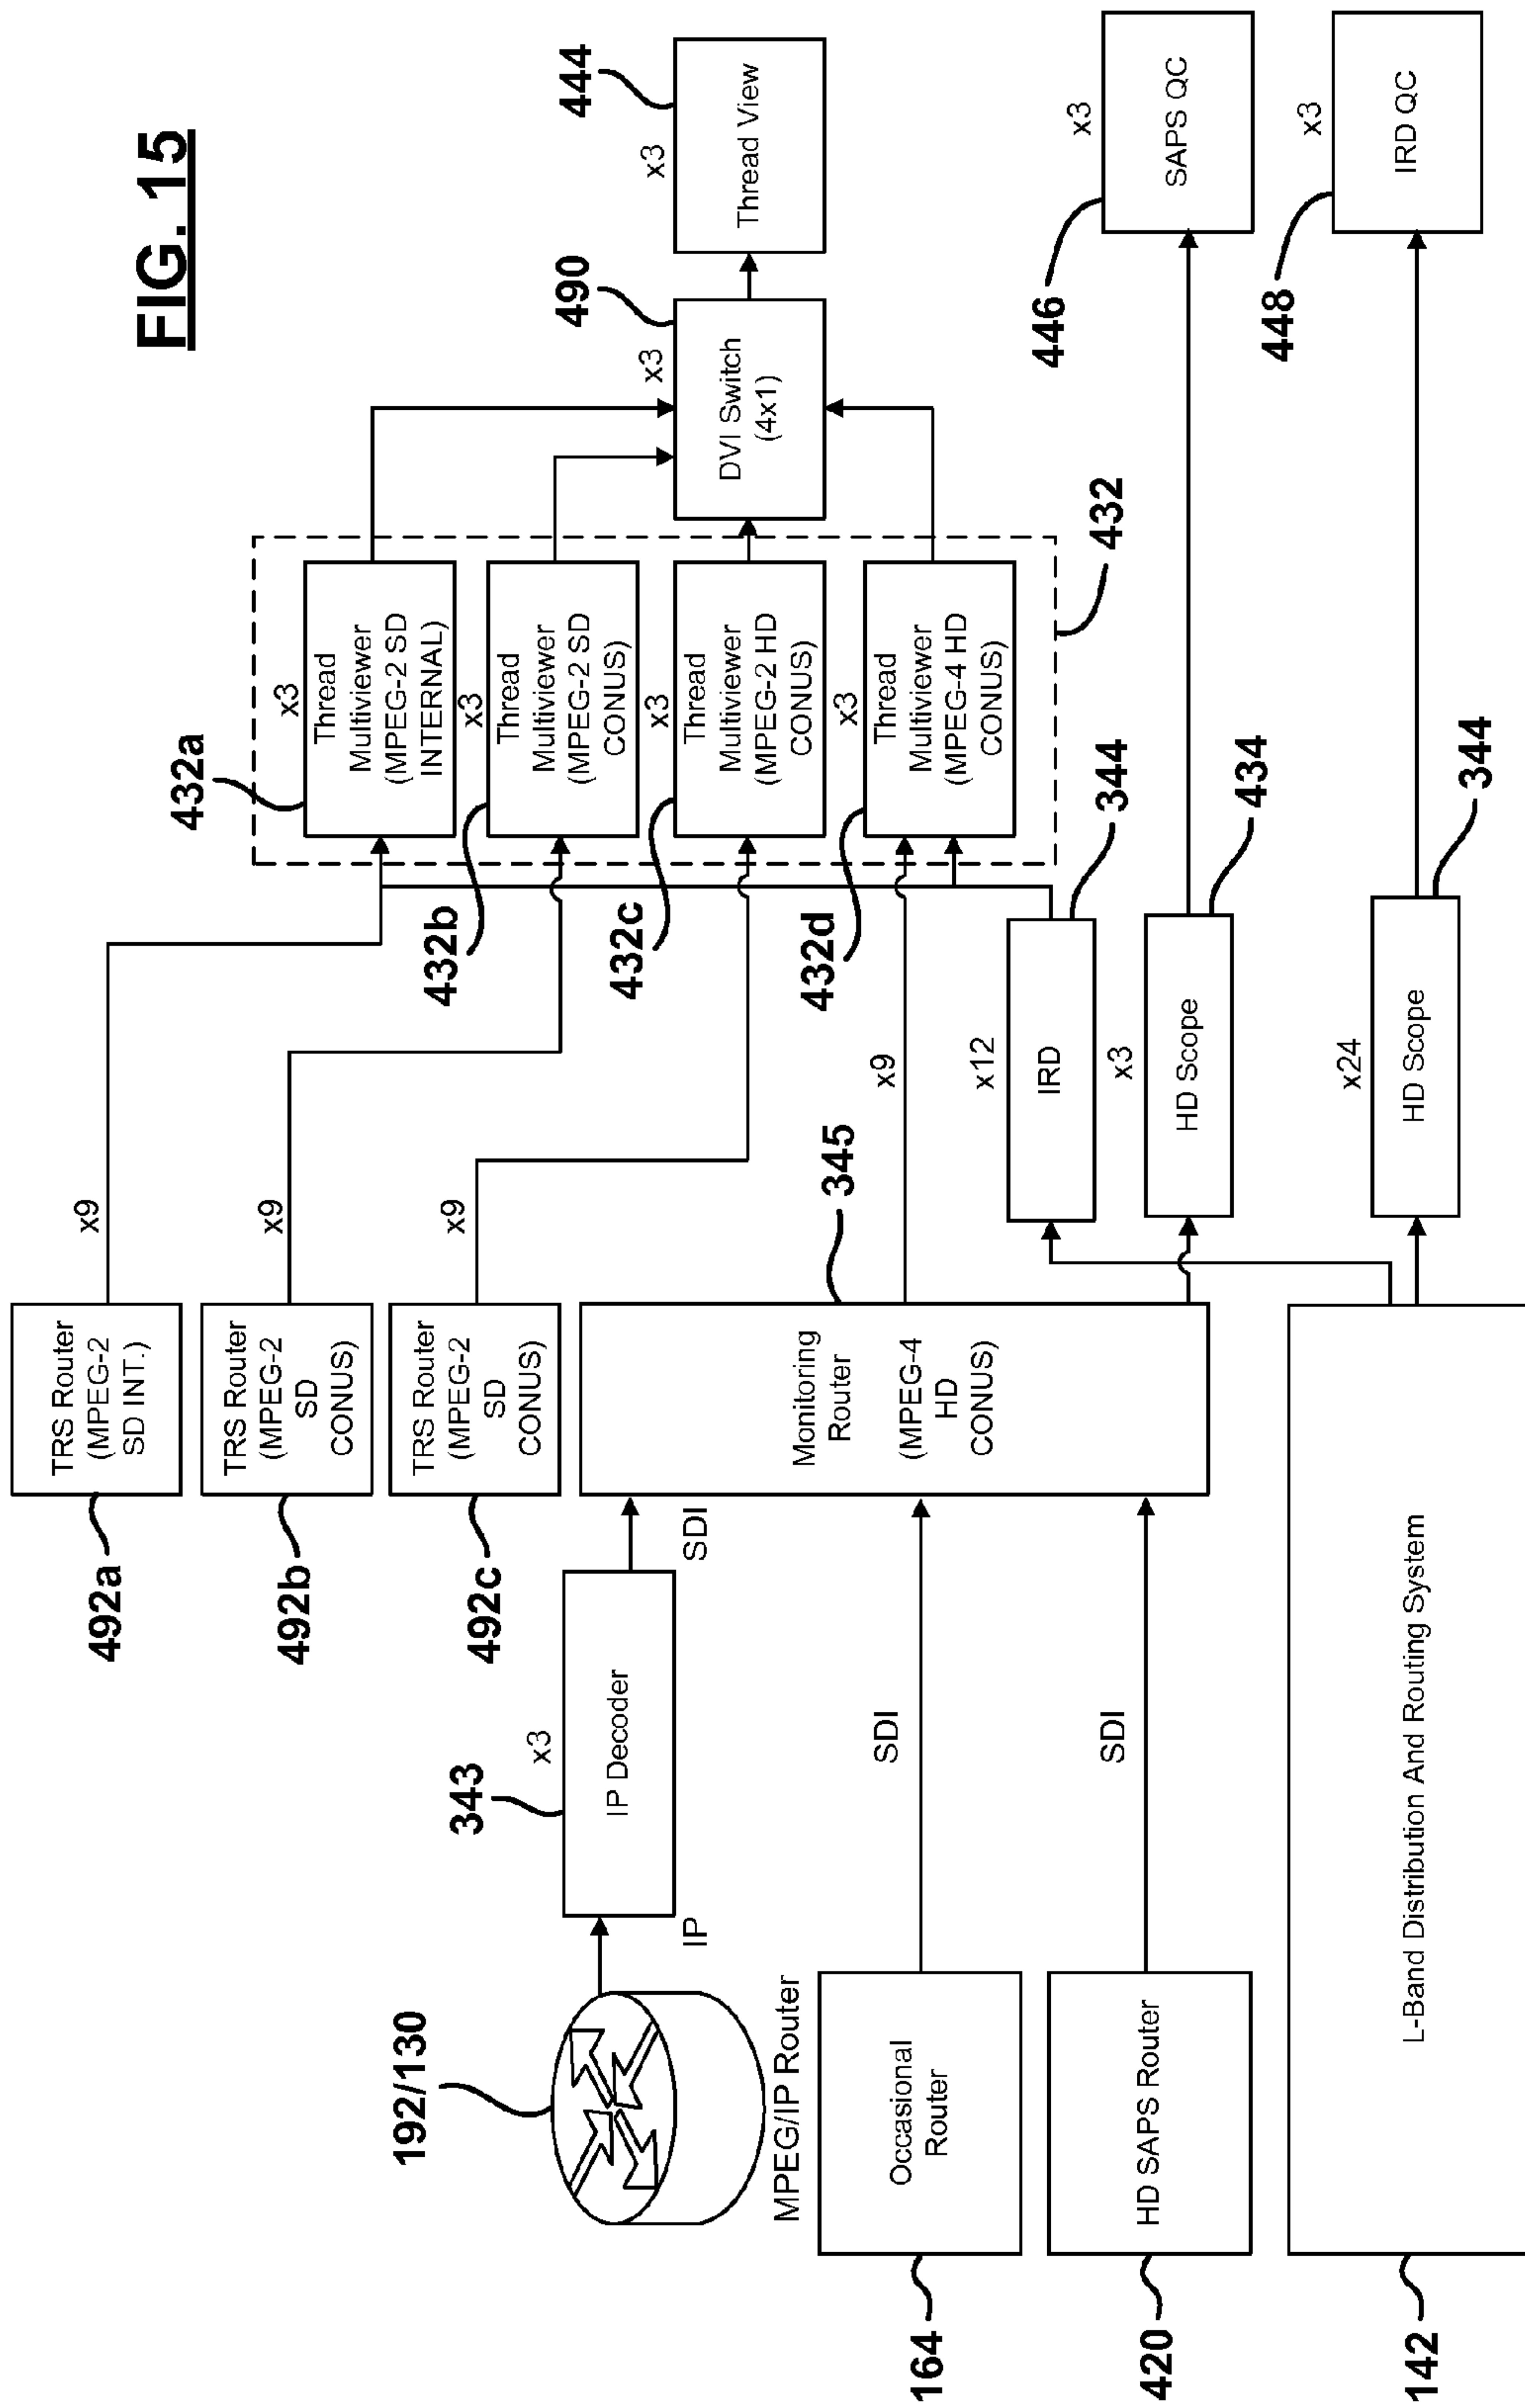 FIG. 15
492a
TRS Router
(MPEG-2
SD INT.)
x9
492b
TRS Router
(MPEG-2
SD
CONUS)
x9
492c
TRS Router
(MPEG-2
SD
CONUS)
x9
192/130
MPEG/IP Router
IP
343
x3
IP Decoder
SDI
Monitoring
Router
(MPEG-4
HD
CONUS)
345
x9
164
Occasional
Router
SDI
420
HD SAPS Router
SDI
142
L-Band Distribution And Routing System
432a
x3
Thread
Multiviewer
(MPEG-2 SD
INTERNAL)
432b
x3
Thread
Multiviewer
(MPEG-2 SD
CONUS)
432c
x3
Thread
Multiviewer
(MPEG-2 HD
CONUS)
432d
x3
Thread
Multiviewer
(MPEG-4 HD
CONUS)
432
490
x3
DVI Switch
(4x1)
444
x3
Thread View
x12
IRD
344
x3
HD Scope
434
446
x3
SAPS QC
x24
HD Scope
344
448
x3
IRD QC